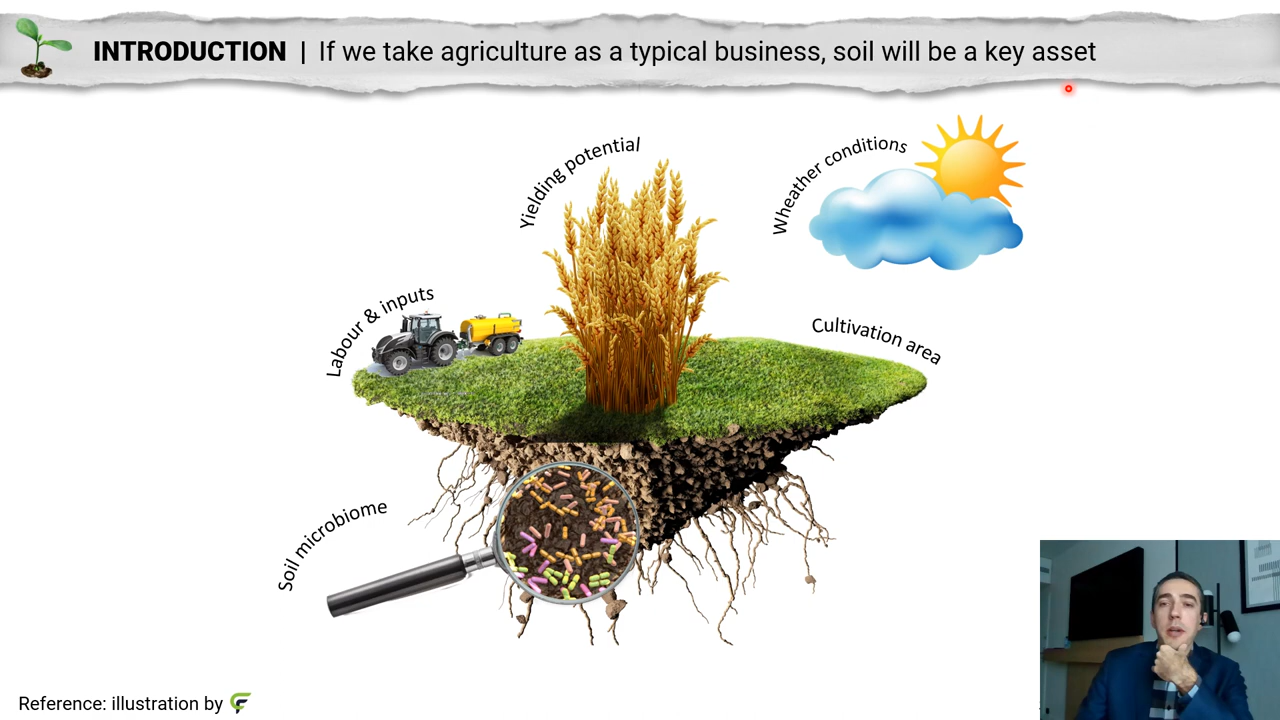 INTRODUCTION | If we take agriculture as a typical business, soil will be a key asset
Yielding potential
Wheather conditions
Labour & inputs
Cultivation area
Soil microbiome
Reference: illustration by